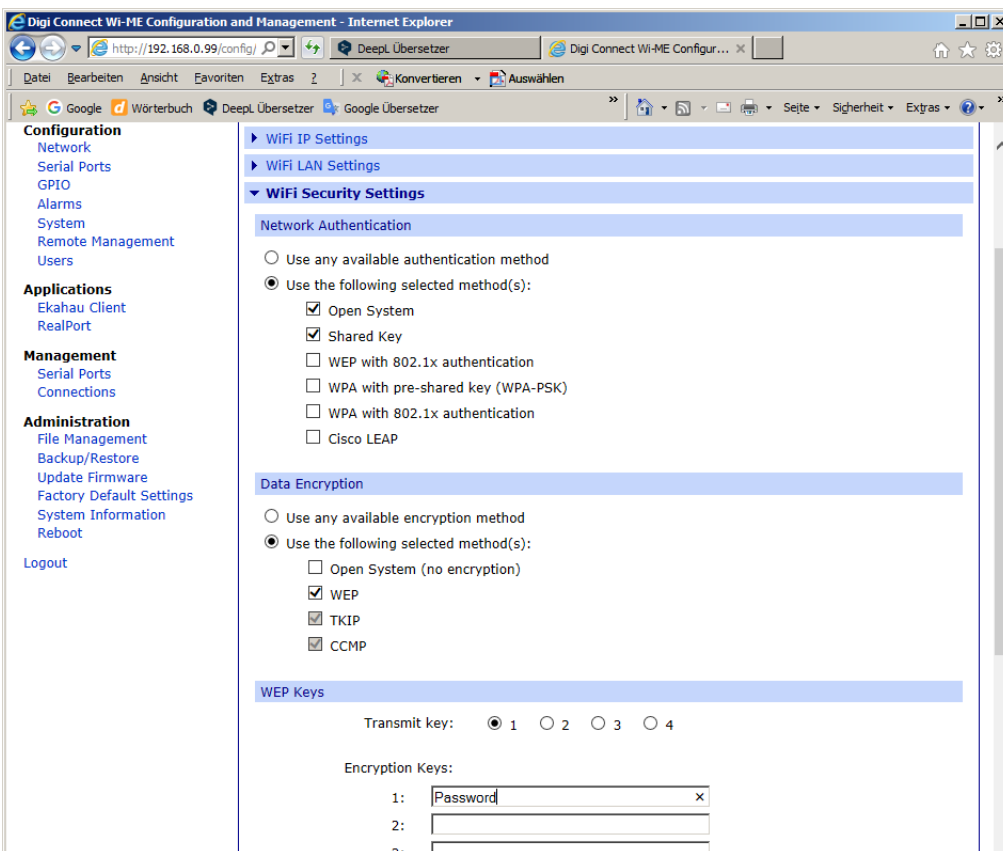 Digi Connect Wi-ME Configuration and Management - Internet Explorer
http://192.168.0.99/config/ DeepL Übersetzer Digi Connect Wi-ME Configur...
Datei Bearbeiten Ansicht Favoriten Extras ? × Konvertieren Auswählen
Google Wörterbuch DeepL Übersetzer Google Übersetzer » Seite Sicherheit Extras »
Configuration
Network
Serial Ports
GPIO
Alarms
System
Remote Management
Users
Applications
Ekahau Client
RealPort
Management
Serial Ports
Connections
Administration
File Management
Backup/Restore
Update Firmware
Factory Default Settings
System Information
Reboot
Logout
WiFi IP Settings
WiFi LAN Settings
WiFi Security Settings
Network Authentication
Use any available authentication method
Use the following selected method(s):
Open System
Shared Key
WEP with 802.1x authentication
WPA with pre-shared key (WPA-PSK)
WPA with 802.1x authentication
Cisco LEAP
Data Encryption
Use any available encryption method
Use the following selected method(s):
Open System (no encryption)
WEP
TKIP
CCMP
WEP Keys
Transmit key: 1 2 3 4
Encryption Keys:
1: Password
2: